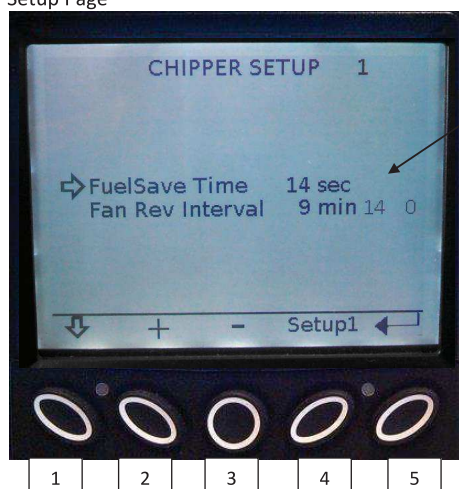 Setup Page
CHIPPER SETUP 1
FuelSave Time 14 sec
Fan Rev Interval 9 min 14 0
+ - Setup1
1 2 3 4 5